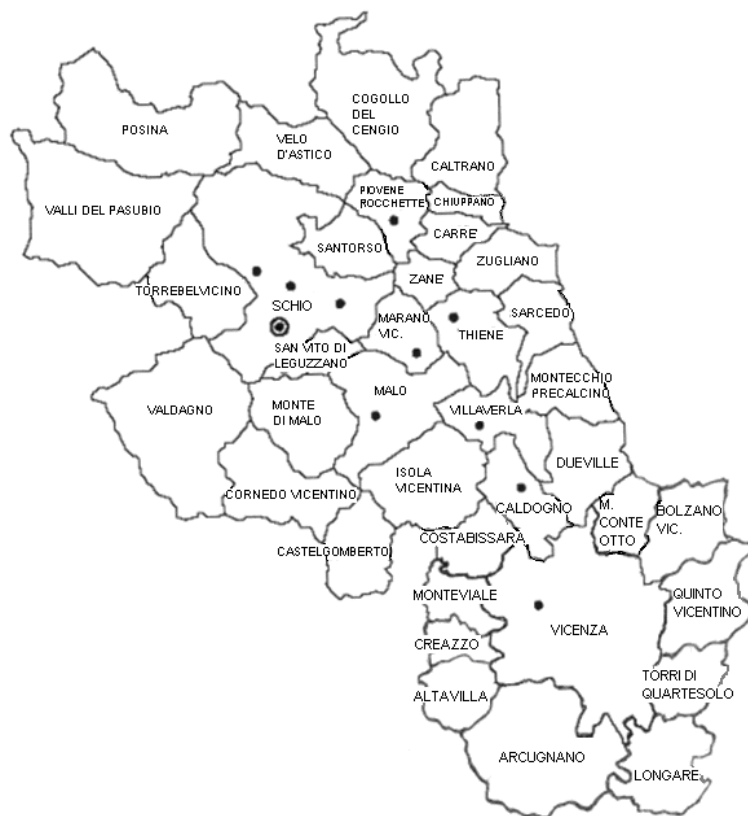 COGOLLO
DEL
CENGIO
POSINA
VELO
D'ASTICO
CALTRANO
PIOVENE
ROCCHETTE
CHIUPPANO
VALLI DEL PASUBIO
CARRE'
SANTORSO
ZUGLIANO
ZANE'
TORREBELVICINO
SCHIO
MARANO
VIC.
SARCEDO
THIENE
SAN VITO DI
LEGUZZANO
MONTECCHIO
PRECALCINO
MALO
VALDAGNO
MONTE
DI MALO
VILLAVERLA
DUEVILLE
ISOLA
VICENTINA
CORNEDO VICENTINO
CALDOGNO
M.
CONTE
OTTO
BOLZANO
VIC.
COSTABISSARA
CASTELGOMBERTO
MONTEVIALE
QUINTO
VICENTINO
VICENZA
CREAZZO
TORRI DI
QUARTESOLO
ALTAVILLA
ARCUGNANO
LONGARE